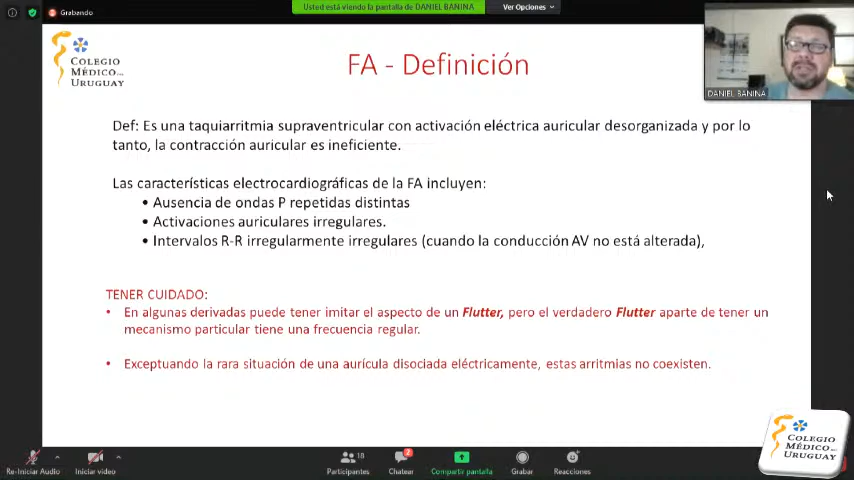 Grabando
Usted está viendo la pantalla de DANIEL BANINA
Ver Opciones
COLEGIO
MÉDICO DEL
URUGUAY
FA - Definición
DANIEL BANINA
Def: Es una taquiarritmia supraventricular con activación eléctrica auricular desorganizada y por lo
tanto, la contracción auricular es ineficiente.
Las características electrocardiográficas de la FA incluyen:
• Ausencia de ondas P repetidas distintas
• Activaciones auriculares irregulares.
• Intervalos R-R irregularmente irregulares (cuando la conducción AV no está alterada),
TENER CUIDADO:
• En algunas derivadas puede tener imitar el aspecto de un Flutter, pero el verdadero Flutter aparte de tener un
mecanismo particular tiene una frecuencia regular.
• Exceptuando la rara situación de una aurícula disociada eléctricamente, estas arritmias no coexisten.
COLEGIO
MÉDICO DEL
URUGUAY
18
2
Re-Iniciar Audio
Iniciar video
Participantes
Chatear
Compartir pantalla
Grabar
Reacciones